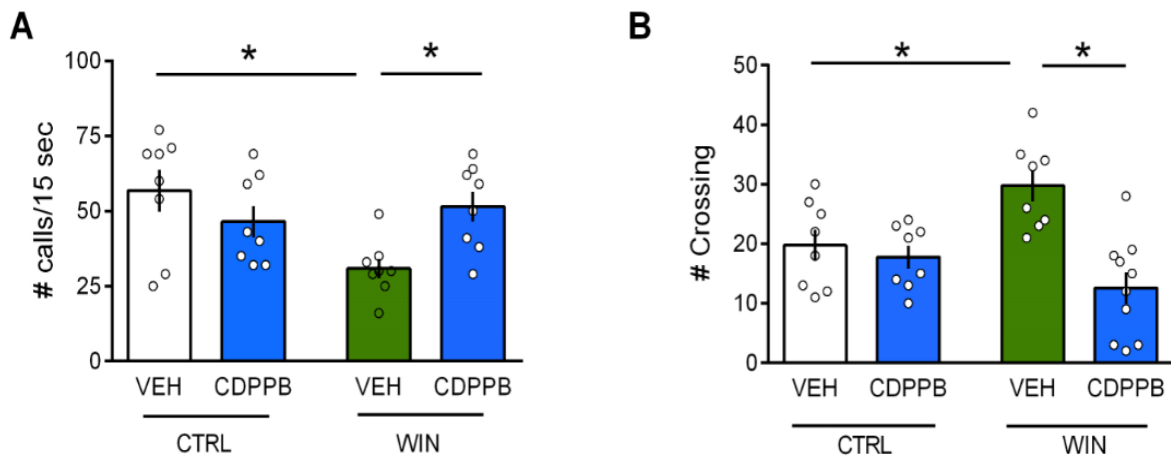 A
# calls/15 sec
100
75
50
25
0
*
*
VEH
CDPPB
VEH
CDPPB
CTRL
WIN
B
# Crossing
50
40
30
20
10
0
*
*
VEH
CDPPB
VEH
CDPPB
CTRL
WIN